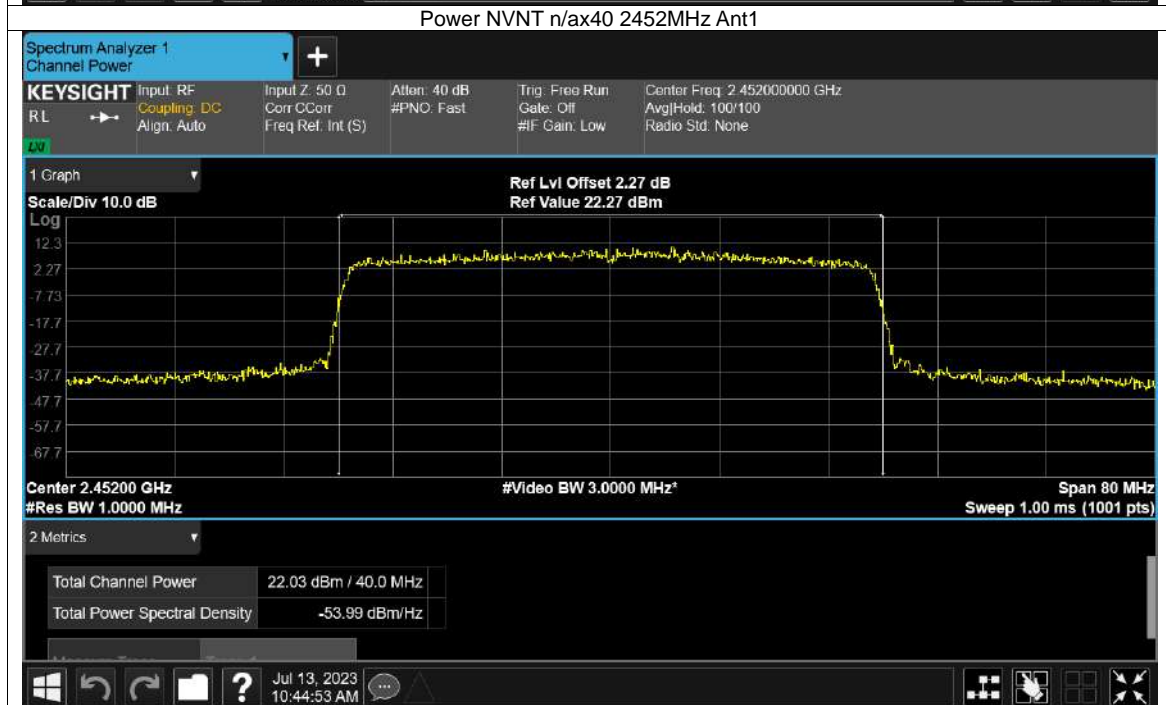 Power NVNT n/ax40 2452MHz Ant1
Spectrum Analyzer 1
Channel Power
KEYSIGHT Input: RF Input Z: 50 Ω Atten: 40 dB Trig: Free Run Center Freq: 2.452000000 GHz
RL Coupling: DC Corr CCorr #PNO: Fast Gate: Off Avg|Hold: 100/100
Align: Auto Freq Ref: Int (S) #IF Gain: Low Radio Std: None
LXI
1 Graph
Ref Lvl Offset 2.27 dB
Scale/Div 10.0 dB Ref Value 22.27 dBm
Log
12.3
2.27
-7.73
-17.7
-27.7
-37.7
-47.7
-57.7
-67.7
Center 2.45200 GHz #Video BW 3.0000 MHz* Span 80 MHz
#Res BW 1.0000 MHz Sweep 1.00 ms (1001 pts)
2 Metrics
Total Channel Power 22.03 dBm / 40.0 MHz
Total Power Spectral Density -53.99 dBm/Hz
? Jul 13, 2023
10:44:53 AM